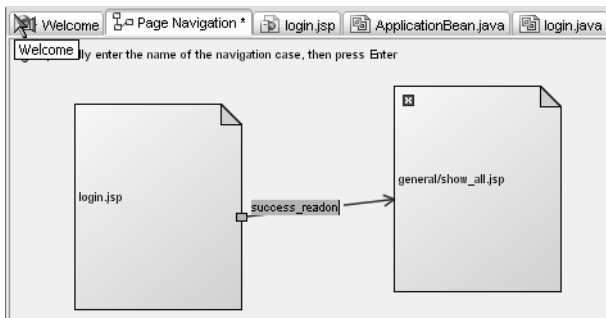 Welcome Page Navigation * login.jsp ApplicationBean.java login.java
Welcome lly enter the name of the navigation case, then press Enter
general/show_all.jsp
login.jsp
success_readon